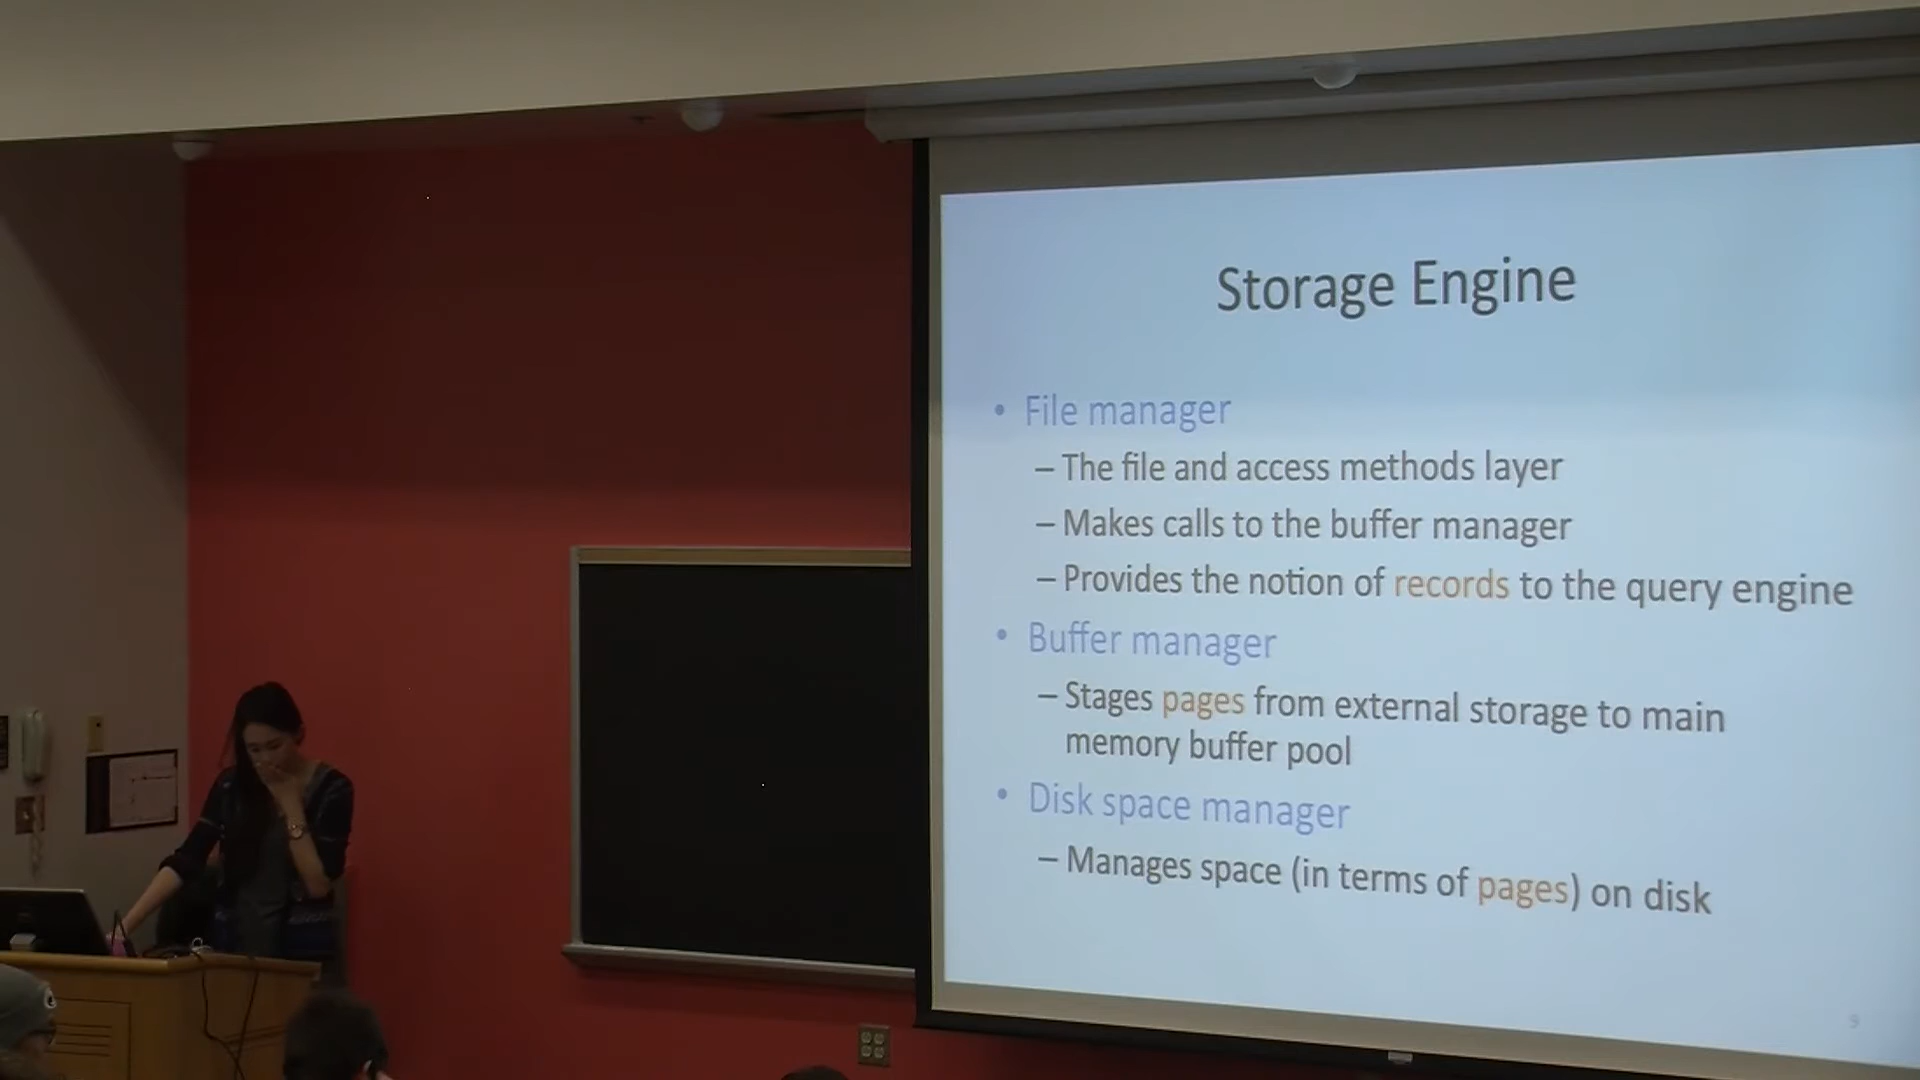 Storage Engine
• File manager
– The file and access methods layer
– Makes calls to the buffer manager
– Provides the notion of records to the query engine
• Buffer manager
– Stages pages from external storage to main
memory buffer pool
• Disk space manager
– Manages space (in terms of pages) on disk